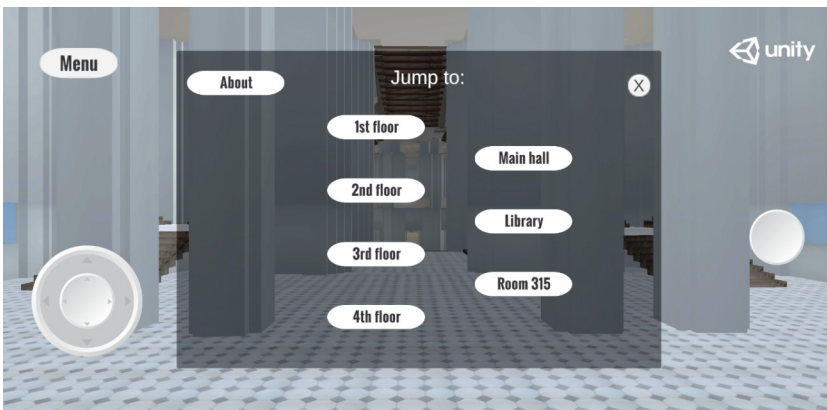 Menu
unity
About
Jump to:
X
1st floor
Main hall
2nd floor
Library
3rd floor
Room 315
4th floor